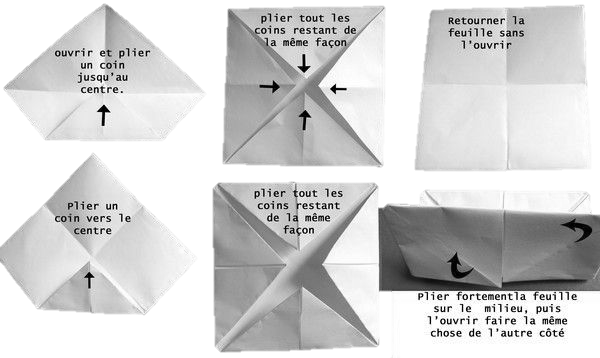 ouvrir et plier
un coin
jusqu'au
centre.
plier tout les
coins restant de
la même façon
Retourner la
feuille sans
l'ouvrir
Plier un
coin vers le
centre
plier tout les
coins restant
de la même
façon
Plier fortementla feuille
sur le milieu, puis
l'ouvrir faire la même
chose de l'autre côté